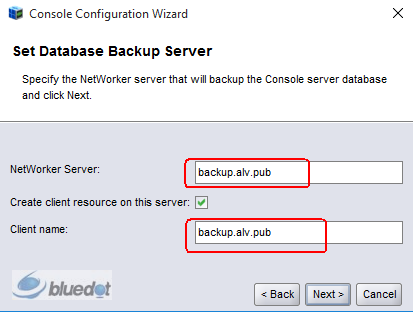 Console Configuration Wizard
Set Database Backup Server
Specify the NetWorker server that will backup the Console server database
and click Next.
NetWorker Server:
backup.alv.pub
Create client resource on this server:
Client name:
backup.alv.pub
bluedot
< Back
Next >
Cancel